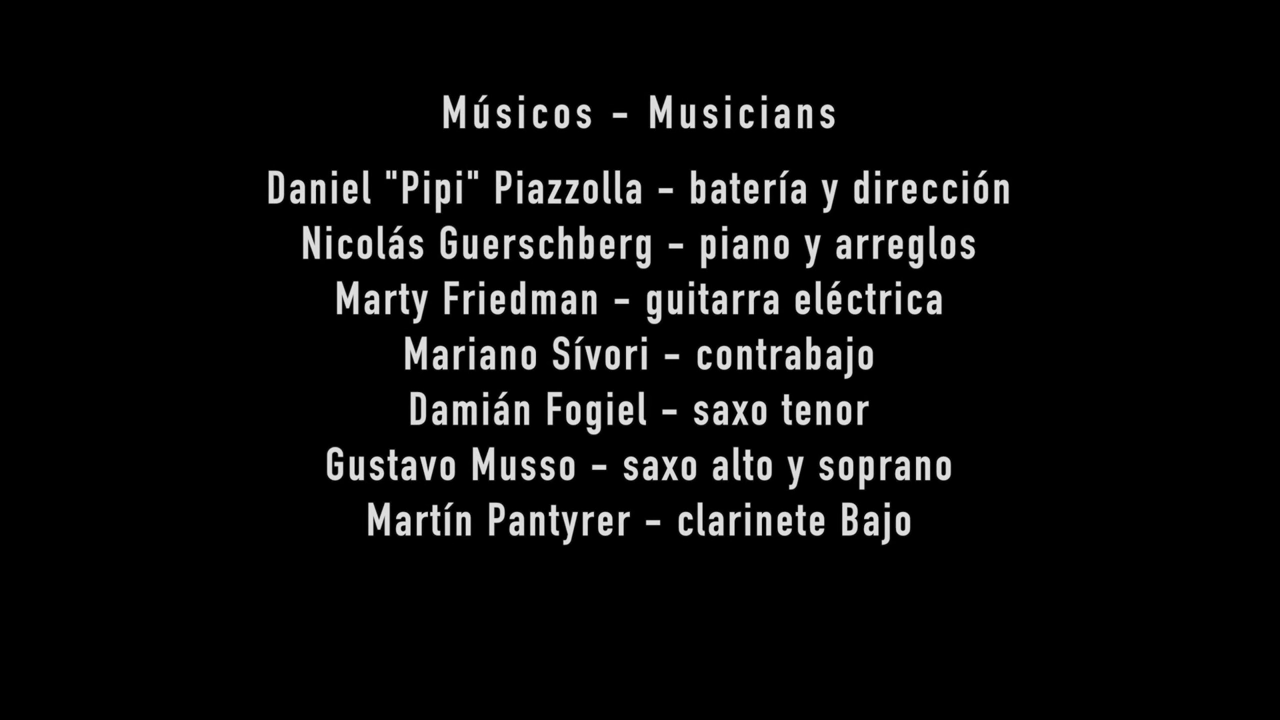 Músicos - Musicians
Daniel "Pipi" Piazzolla - batería y dirección
Nicolás Guerschberg - piano y arreglos
Marty Friedman - guitarra eléctrica
Mariano Sívori - contrabajo
Damián Fogiel - saxo tenor
Gustavo Musso - saxo alto y soprano
Martín Pantyrer - clarinete Bajo